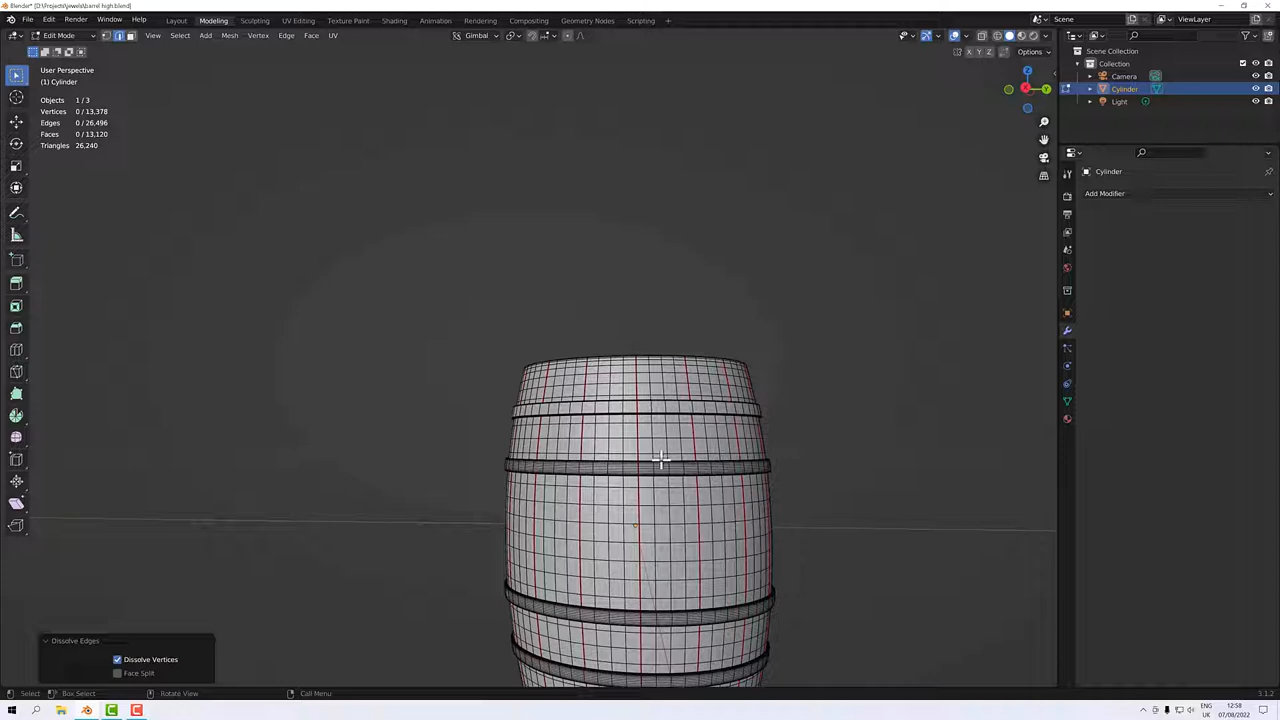 Blender* [D:\Projects\jewels\barrel high.blend]
File Edit Render Window Help Layout Modeling Sculpting UV Editing Texture Paint Shading Animation Rendering Compositing Geometry Nodes Scripting + Scene ViewLayer
Edit Mode View Select Add Mesh Vertex Edge Face UV Gimbal
X Y Z Options
Scene Collection
Collection
Camera
Cylinder
Light
User Perspective
(1) Cylinder
Objects 1 / 3
Vertices 0 / 13,378
Edges 0 / 26,496
Faces 0 / 13,120
Triangles 26,240
Z
Y
Cylinder
Add Modifier
Dissolve Edges
Dissolve Vertices
Face Split
Select Box Select Rotate View Call Menu 3.1.2
ENG
UK
12:58
07/08/2022